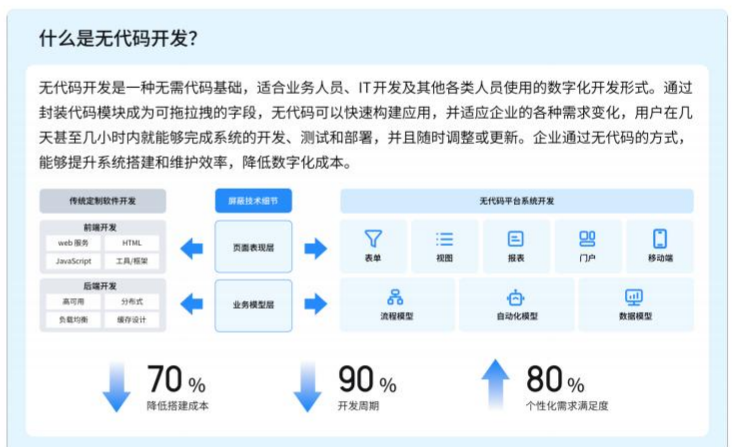 什么是无代码开发？
无代码开发是一种无需代码基础，适合业务人员、IT开发及其他各类人员使用的数字化开发形式。通过
封装代码模块成为可拖拉拽的字段，无代码可以快速构建应用，并适应企业的各种需求变化，用户在几
天甚至几小时内就能够完成系统的开发、测试和部署，并且随时调整或更新。企业通过无代码的方式，
能够提升系统搭建和维护效率，降低数字化成本。
传统定制软件开发
屏蔽技术细节
无代码平台系统开发
前端开发
web 服务
HTML
JavaScript
工具/框架
页面表现层
表单
视图
报表
门户
移动端
后端开发
高可用
分布式
负载均衡
缓存设计
业务模型层
流程模型
自动化模型
数据模型
70 %
降低搭建成本
90 %
开发周期
80 %
个性化需求满足度